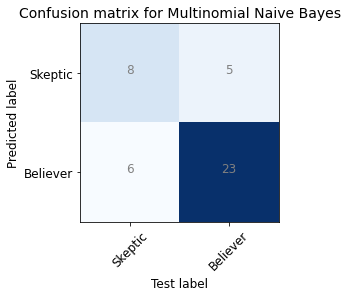 Confusion matrix for Multinomial Naive Bayes
Predicted label
Skeptic
8
5
Believer
6
23
Skeptic
Believer
Test label